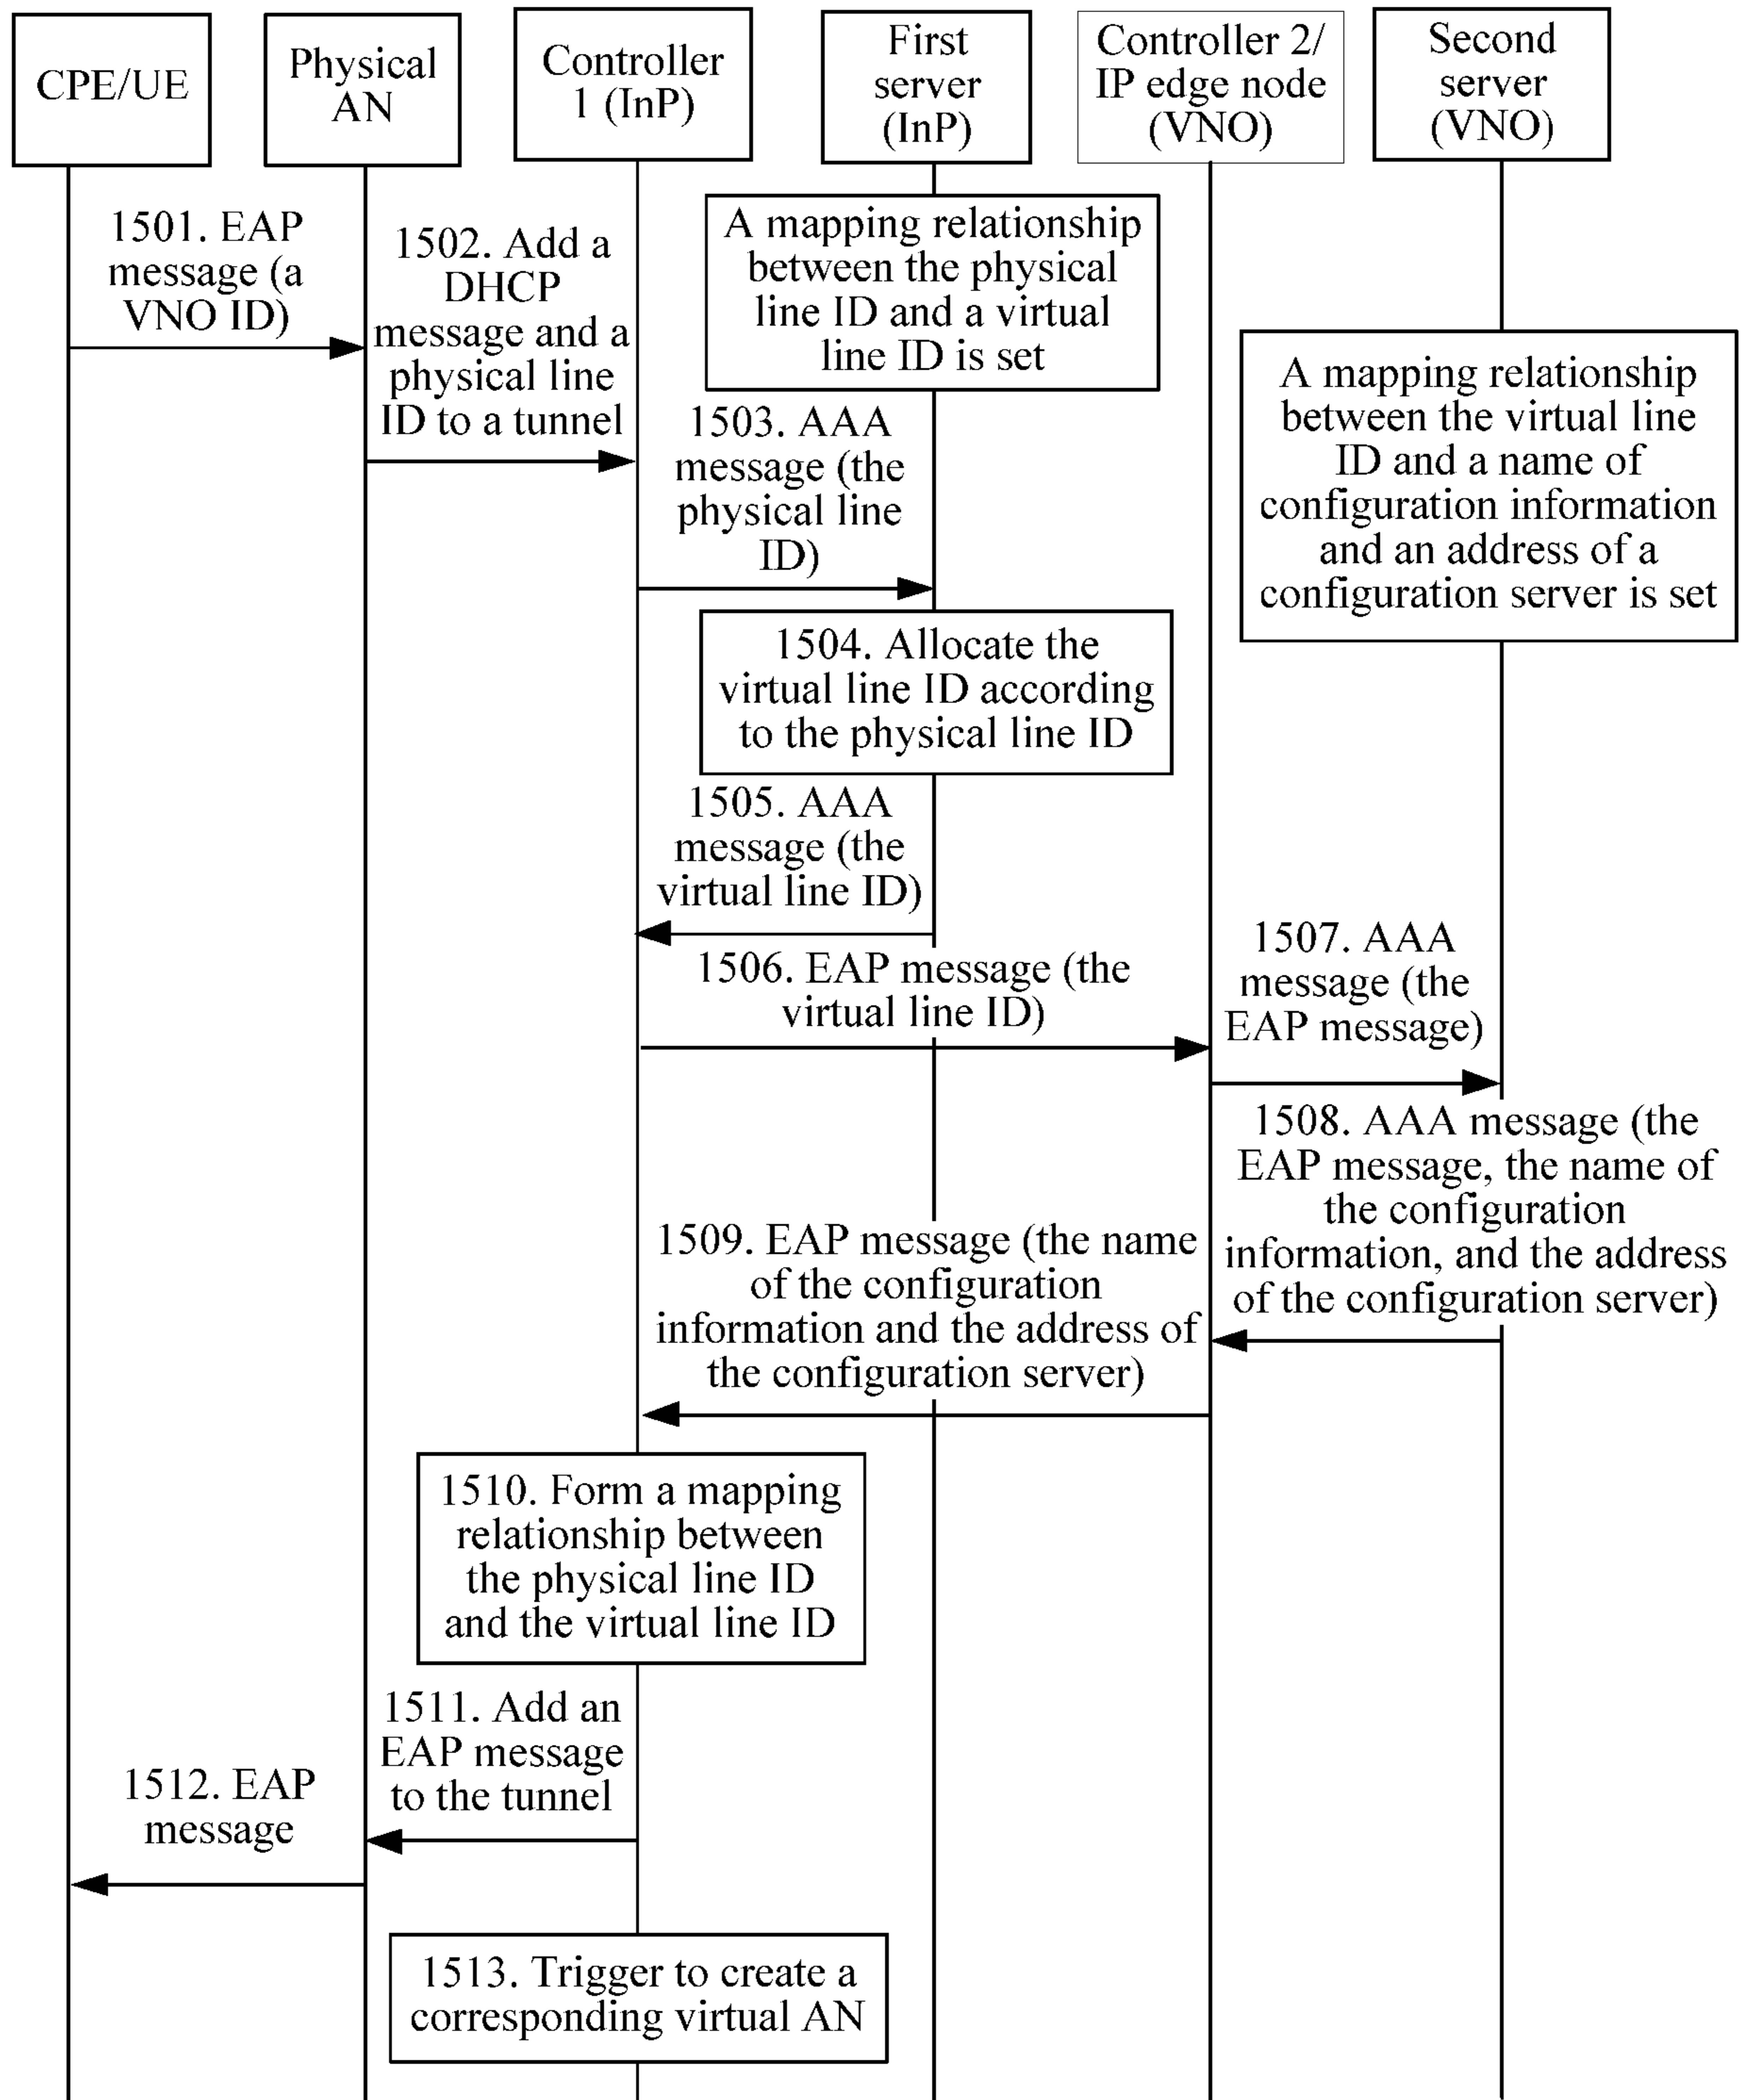 CPE/UE
Physical
AN
Controller
1 (InP)
First
server
(InP)
Controller 2/
IP edge node
(VNO)
Second
server
(VNO)
1501. EAP
message (a
VNO ID)
1502. Add a
DHCP
message and a
physical line
ID to a tunnel
A mapping relationship
between the physical
line ID and a virtual
line ID is set
A mapping relationship
between the virtual line
ID and a name of
configuration information
and an address of a
configuration server is set
1503. AAA
message (the
physical line
ID)
1504. Allocate the
virtual line ID according
to the physical line ID
1505. AAA
message (the
virtual line ID)
1506. EAP message (the
virtual line ID)
1507. AAA
message (the
EAP message)
1508. AAA message (the
EAP message, the name of
the configuration
information, and the address
of the configuration server)
1509. EAP message (the name
of the configuration
information and the address of
the configuration server)
1510. Form a mapping
relationship between
the physical line ID
and the virtual line ID
1511. Add an
EAP message
to the tunnel
1512. EAP
message
1513. Trigger to create a
corresponding virtual AN